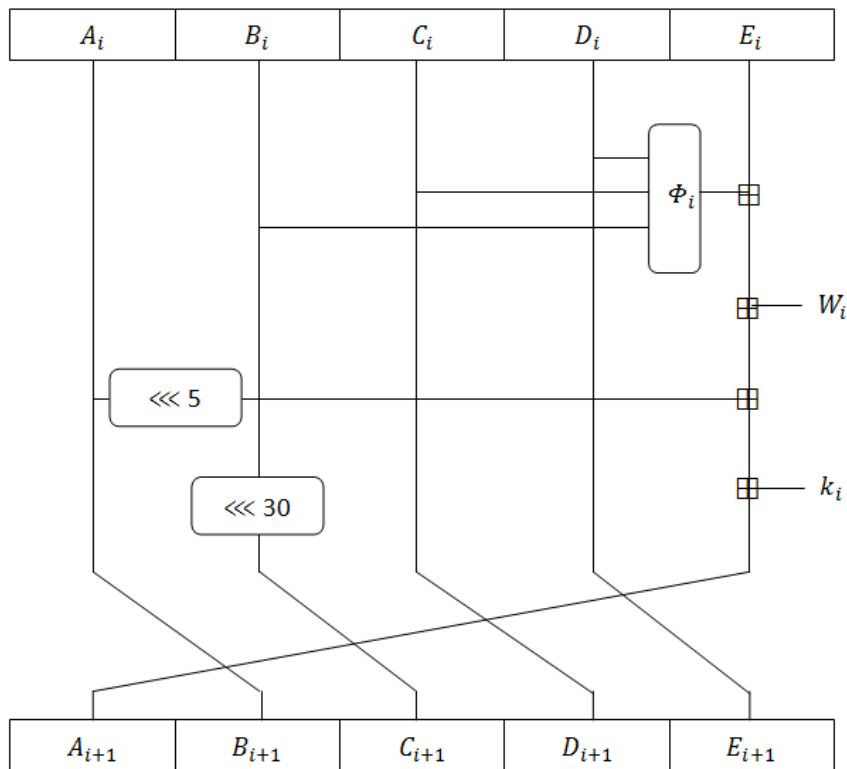 A_i B_i C_i D_i E_i
Φ_i
W_i
⋘ 5
k_i
⋘ 30
A_{i+1} B_{i+1} C_{i+1} D_{i+1} E_{i+1}